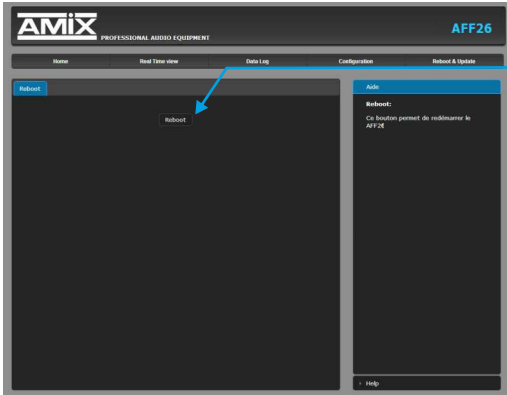 AMIX PROFESSIONAL AUDIO EQUIPMENT
AFF26
Home Real Time view Data Log Configuration Reboot & Update
Reboot
Reboot
Aide
Reboot:
Ce bouton permet de redémarrer le
AFF2€
Help